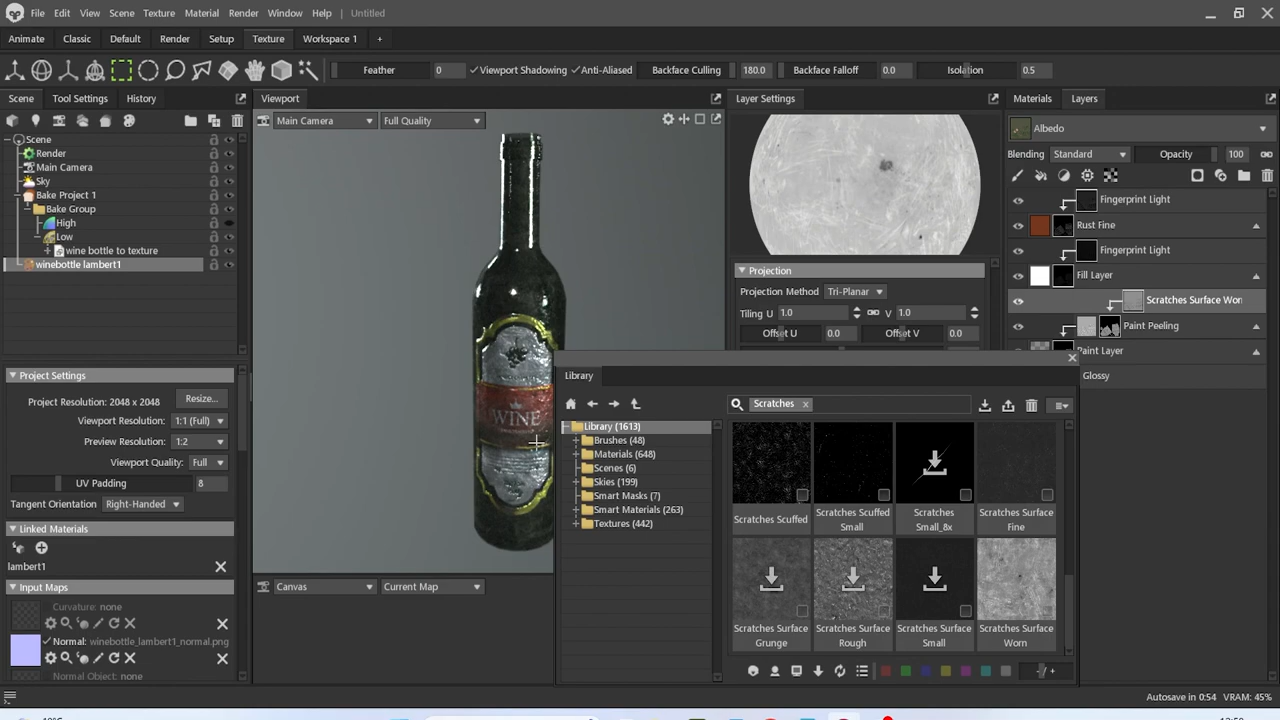 File Edit View Scene Texture Material Render Window Help Untitled
Animate Classic Default Render Setup Texture Workspace 1 +
Feather 0 Viewport Shadowing Anti-Aliased Backface Culling 180.0 Backface Falloff 0.0 Isolation 0.5
Scene Tool Settings History
Viewport
Layer Settings
Materials Layers
Main Camera Full Quality
Albedo
Blending Standard Opacity 100
Scene
Render
Main Camera
Sky
Bake Project 1
Bake Group
High
Low
wine bottle to texture
winebottle lambert1
Fingerprint Light
Rust Fine
Fingerprint Light
Fill Layer
Scratches Surface Wor
Paint Peeling
Paint Layer
Glossy
Projection
Projection Method Tri-Planar
Tiling U 1.0 V 1.0
Offset U 0.0 Offset V 0.0
WINE
Project Settings
Project Resolution: 2048 x 2048 Resize...
Viewport Resolution: 1:1 (Full)
Preview Resolution: 1:2
Viewport Quality: Full
UV Padding 8
Tangent Orientation Right-Handed
Linked Materials
lambert1
Input Maps
Curvature: none
Normal: winebottle_lambert1_normal.png
Normal Object: none
Canvas Current Map
Library
Scratches
Library (1613)
Brushes (48)
Materials (648)
Scenes (6)
Skies (199)
Smart Masks (7)
Smart Materials (263)
Textures (442)
Scratches Scuffed
Scratches Scuffed Small
Scratches Small_8x
Scratches Surface Fine
Scratches Surface Grunge
Scratches Surface Rough
Scratches Surface Small
Scratches Surface Worn
-/+
Autosave in 0:54 VRAM: 45%